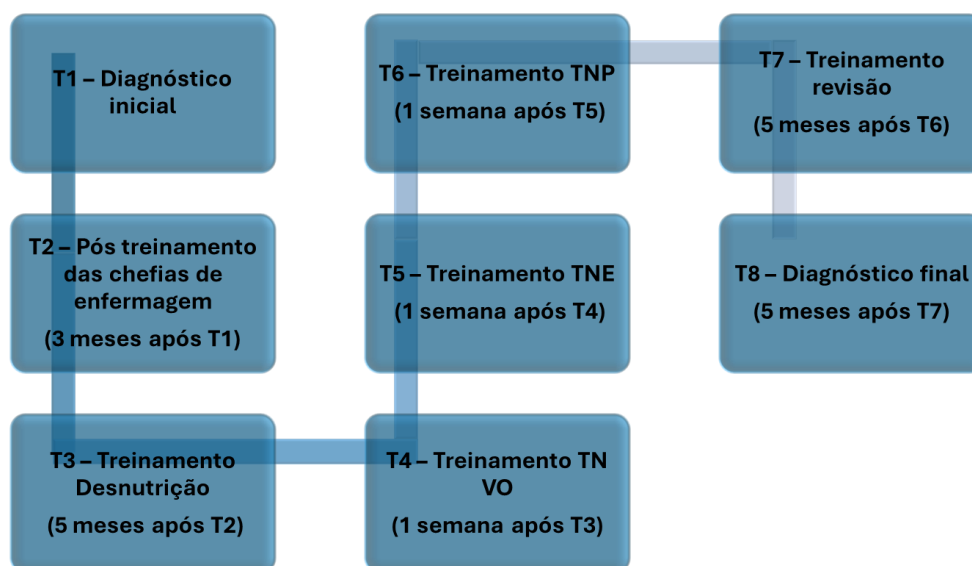 T1 – Diagnóstico
inicial
T2 – Pós treinamento
das chefias de
enfermagem
(3 meses após T1)
T3 – Treinamento
Desnutrição
(5 meses após T2)
T4 – Treinamento TN
VO
(1 semana após T3)
T5 – Treinamento TNE
(1 semana após T4)
T6 – Treinamento TNP
(1 semana após T5)
T7 – Treinamento
revisão
(5 meses após T6)
T8 – Diagnóstico final
(5 meses após T7)